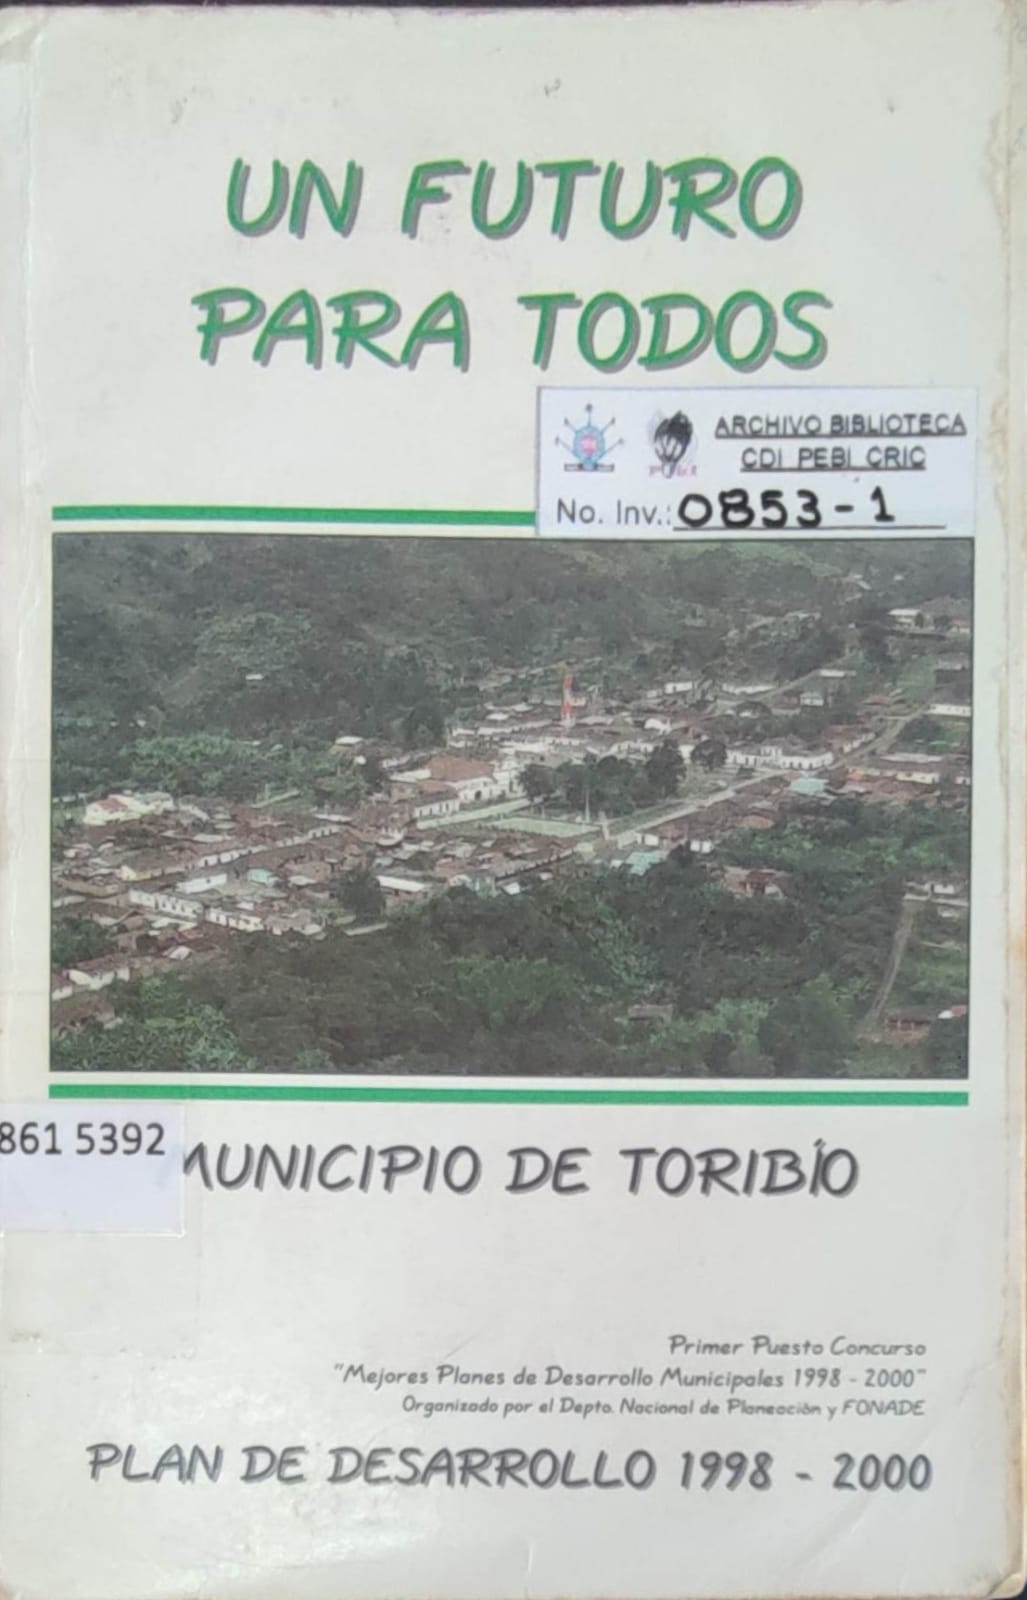 UN FUTURO
PARA TODOS
ARCHIVO BIBLIOTECA
CDI PEBI CRIC
No. Inv.: 0853-1
861 5392
MUNICIPIO DE TORIBÍO
Primer Puesto Concurso
"Mejores Planes de Desarrollo Municipales 1998 - 2000"
Organizado por el Depto. Nacional de Planeación y FONADE
PLAN DE DESARROLLO 1998 - 2000